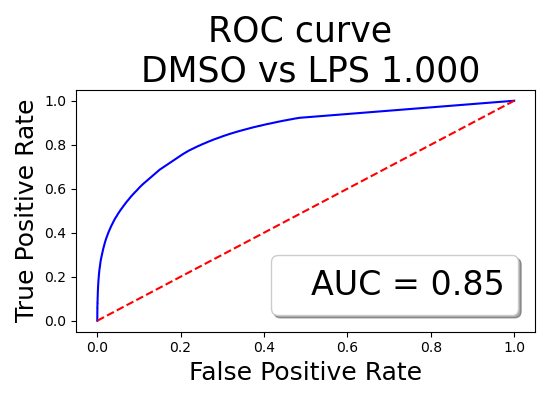 ROC curve
DMSO vs LPS 1.000
True Positive Rate
1.0
0.8
0.6
0.4
0.2
0.0
AUC = 0.85
0.0 0.2 0.4 0.6 0.8 1.0
False Positive Rate